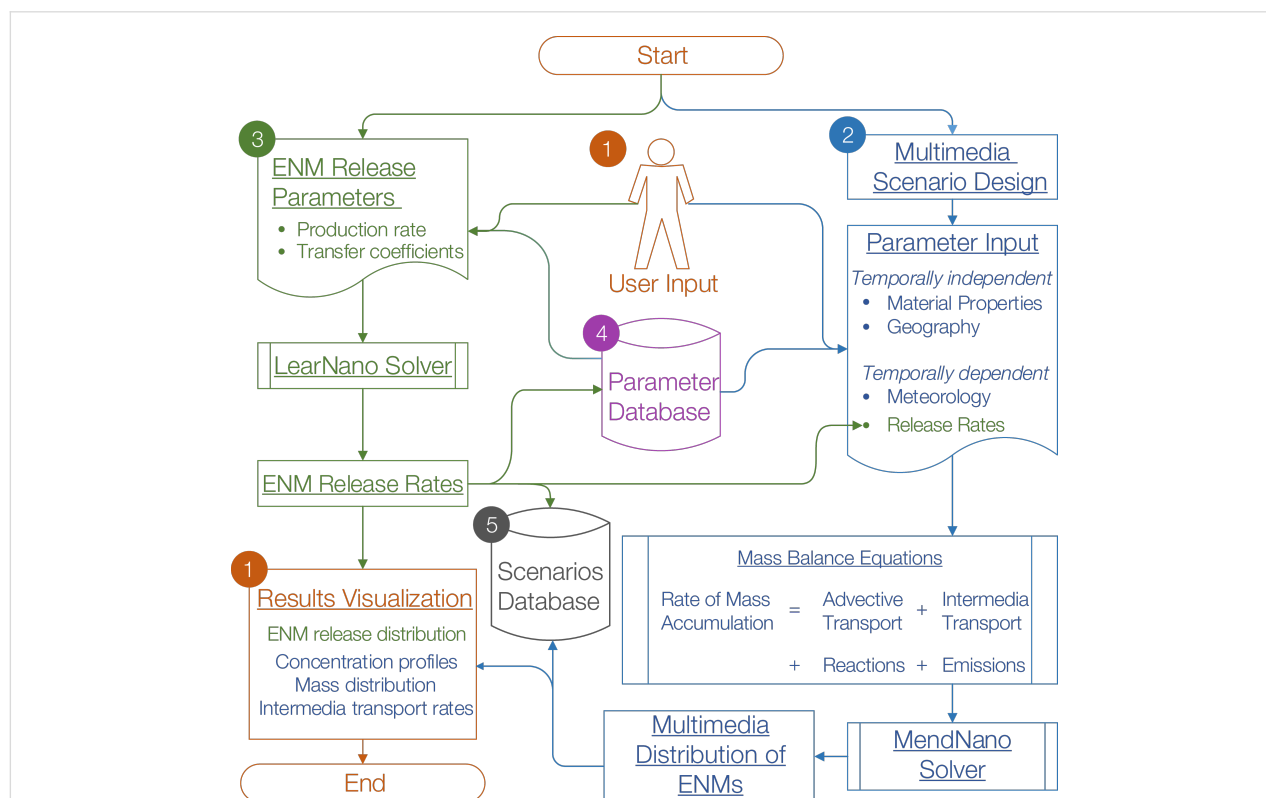 Start
3
ENM Release
Parameters
• Production rate
• Transfer coefficients
1
User Input
2
Multimedia
Scenario Design
Parameter Input
Temporally independent
• Material Properties
• Geography
Temporally dependent
• Meteorology
• Release Rates
4
Parameter
Database
LearNano Solver
ENM Release Rates
5
Scenarios
Database
1
Results Visualization
ENM release distribution
Concentration profiles
Mass distribution
Intermedia transport rates
End
Mass Balance Equations
Rate of Mass Accumulation = Advective Transport + Intermedia Transport
+ Reactions + Emissions
MendNano
Solver
Multimedia
Distribution of
ENMs